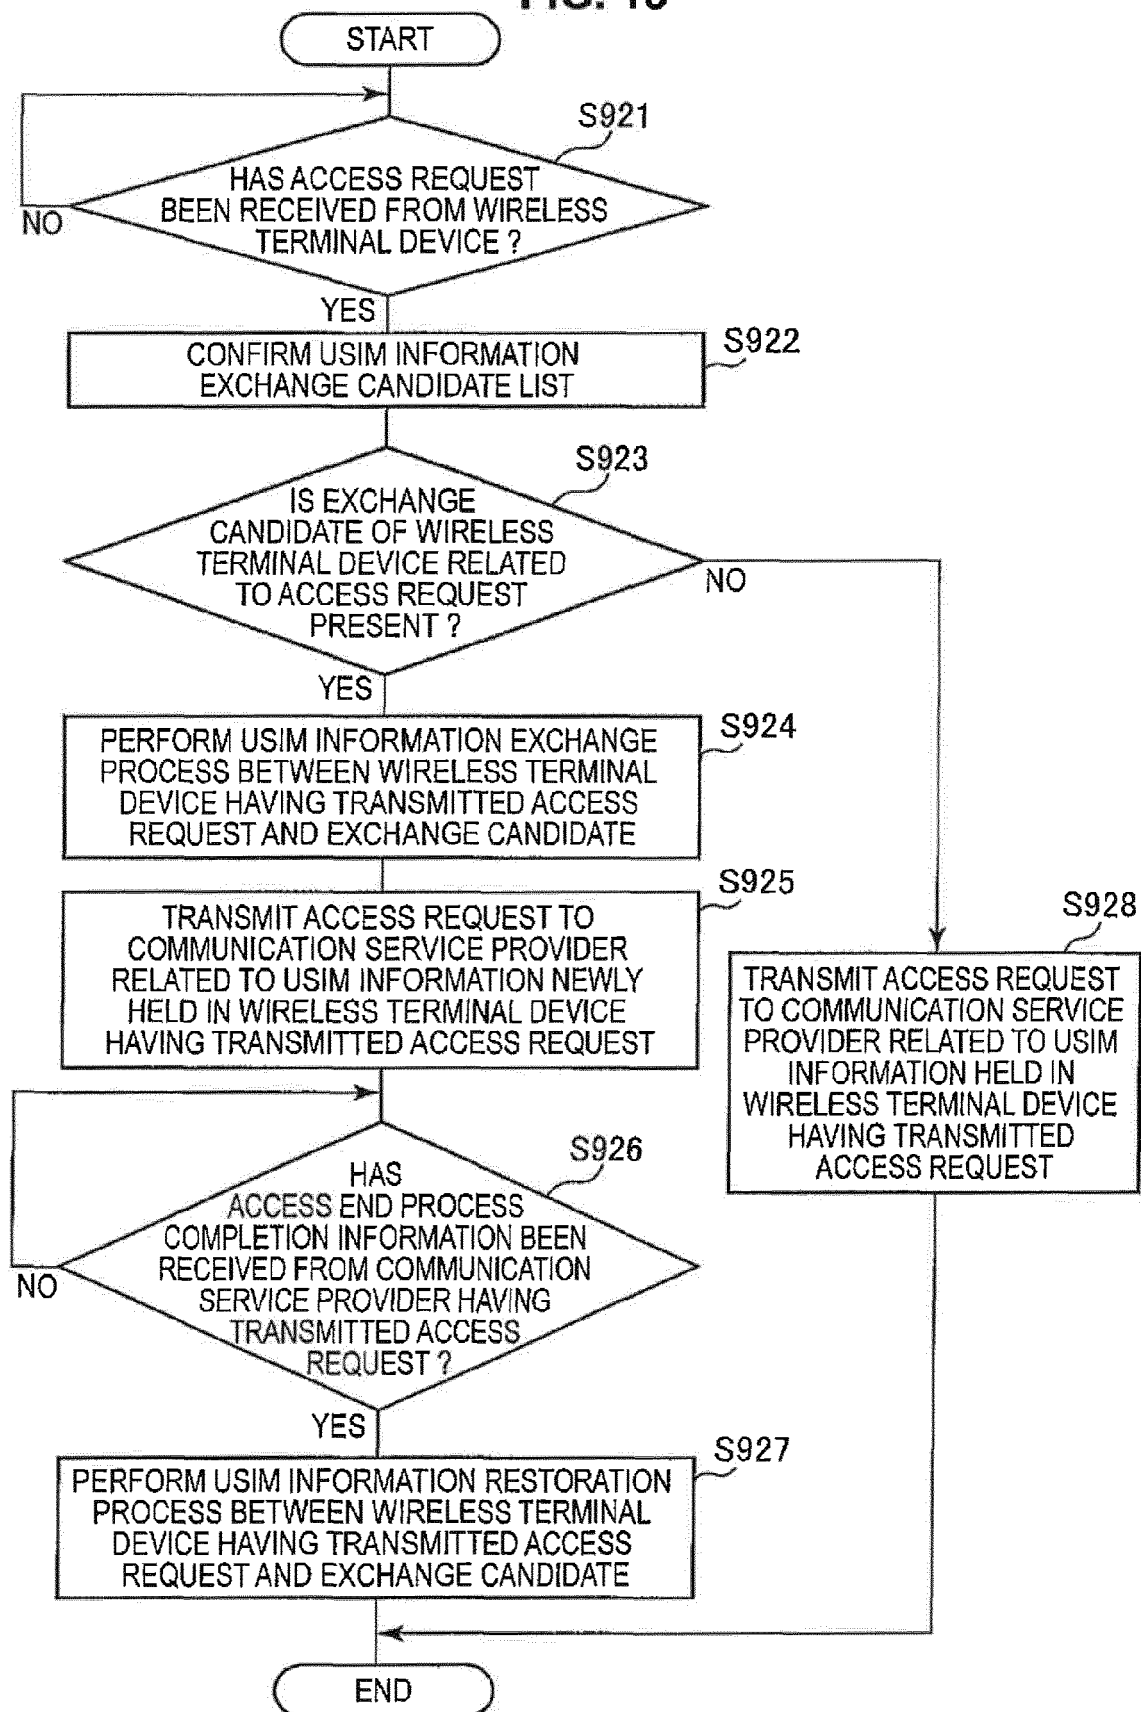 START
S921
HAS ACCESS REQUEST
BEEN RECEIVED FROM WIRELESS
TERMINAL DEVICE ?
NO
YES
S922
CONFIRM USIM INFORMATION
EXCHANGE CANDIDATE LIST
S923
IS EXCHANGE
CANDIDATE OF WIRELESS
TERMINAL DEVICE RELATED
TO ACCESS REQUEST
PRESENT ?
NO
YES
S924
PERFORM USIM INFORMATION EXCHANGE
PROCESS BETWEEN WIRELESS TERMINAL
DEVICE HAVING TRANSMITTED ACCESS
REQUEST AND EXCHANGE CANDIDATE
S925
TRANSMIT ACCESS REQUEST TO
COMMUNICATION SERVICE PROVIDER
RELATED TO USIM INFORMATION NEWLY
HELD IN WIRELESS TERMINAL DEVICE
HAVING TRANSMITTED ACCESS REQUEST
S928
TRANSMIT ACCESS REQUEST
TO COMMUNICATION SERVICE
PROVIDER RELATED TO USIM
INFORMATION HELD IN
WIRELESS TERMINAL DEVICE
HAVING TRANSMITTED
ACCESS REQUEST
S926
HAS
ACCESS END PROCESS
COMPLETION INFORMATION BEEN
RECEIVED FROM COMMUNICATION
SERVICE PROVIDER HAVING
TRANSMITTED ACCESS
REQUEST ?
NO
YES
S927
PERFORM USIM INFORMATION RESTORATION
PROCESS BETWEEN WIRELESS TERMINAL
DEVICE HAVING TRANSMITTED ACCESS
REQUEST AND EXCHANGE CANDIDATE
END